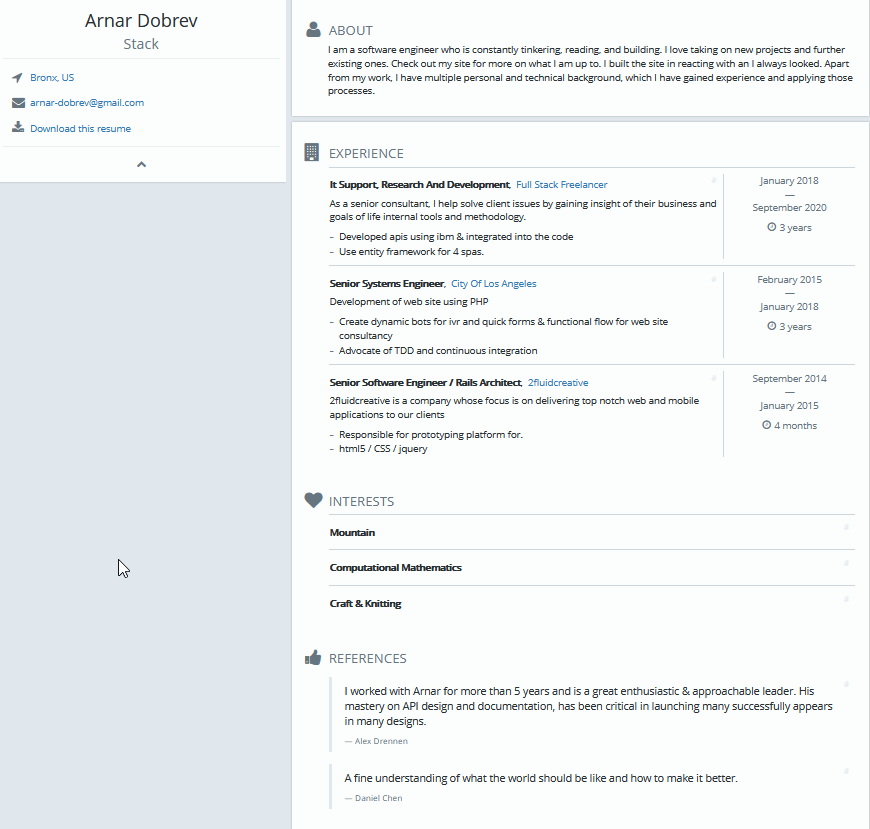 Arnar Dobrev
Stack
Bronx, US
arnar-dobrev@gmail.com
Download this resume
ABOUT
I am a software engineer who is constantly tinkering, reading, and building. I love taking on new projects and further
existing ones. Check out my site for more on what I am up to. I built the site in reacting with an I always looked. Apart
from my work, I have multiple personal and technical background, which I have gained experience and applying those
processes.
EXPERIENCE
It Support, Research And Development, Full Stack Freelancer
As a senior consultant, I help solve client issues by gaining insight of their business and
goals of life internal tools and methodology.
- Developed apis using ibm & integrated into the code
- Use entity framework for 4 spas.
January 2018
—
September 2020
3 years
Senior Systems Engineer, City Of Los Angeles
Development of web site using PHP
- Create dynamic bots for ivr and quick forms & functional flow for web site
consultancy
- Advocate of TDD and continuous integration
February 2015
—
January 2018
3 years
Senior Software Engineer / Rails Architect, 2fluidcreative
2fluidcreative is a company whose focus is on delivering top notch web and mobile
applications to our clients
- Responsible for prototyping platform for.
- html5 / CSS / jquery
September 2014
—
January 2015
4 months
INTERESTS
Mountain
Computational Mathematics
Craft & Knitting
REFERENCES
I worked with Arnar for more than 5 years and is a great enthusiastic & approachable leader. His
mastery on API design and documentation, has been critical in launching many successfully appears
in many designs.
— Alex Drennen
A fine understanding of what the world should be like and how to make it better.
— Daniel Chen